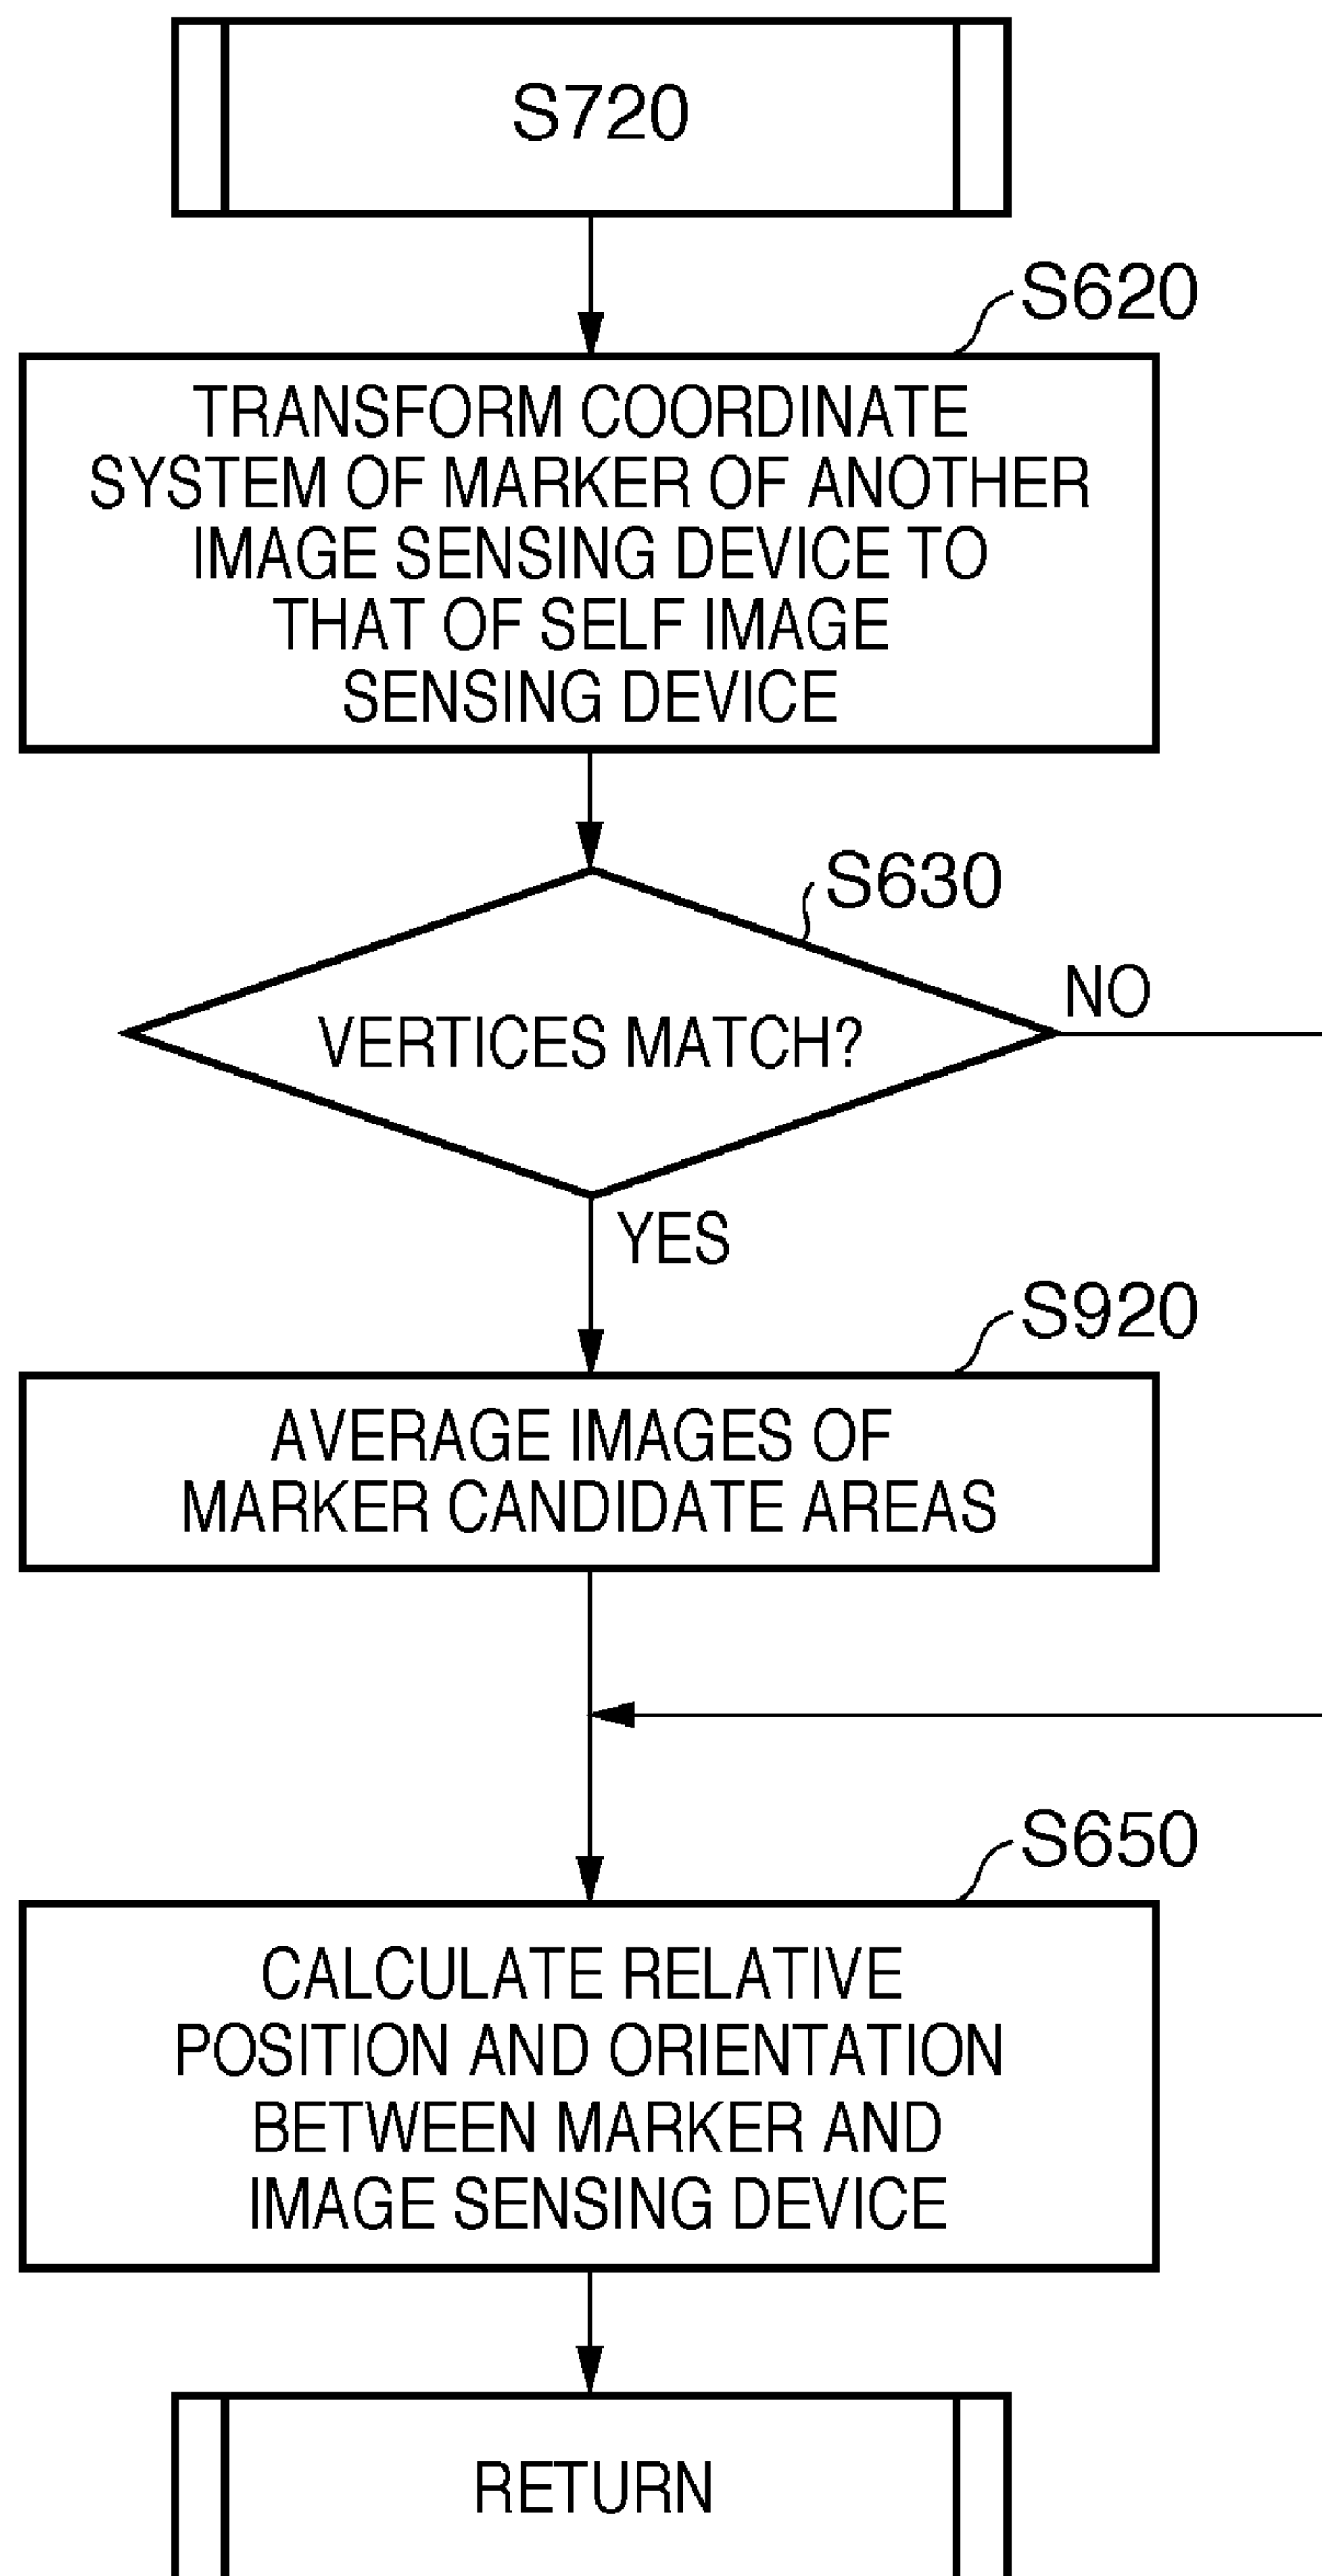 S720
S620
TRANSFORM COORDINATE
SYSTEM OF MARKER OF ANOTHER
IMAGE SENSING DEVICE TO
THAT OF SELF IMAGE
SENSING DEVICE
S630
VERTICES MATCH?
NO
YES
S920
AVERAGE IMAGES OF
MARKER CANDIDATE AREAS
S650
CALCULATE RELATIVE
POSITION AND ORIENTATION
BETWEEN MARKER AND
IMAGE SENSING DEVICE
RETURN